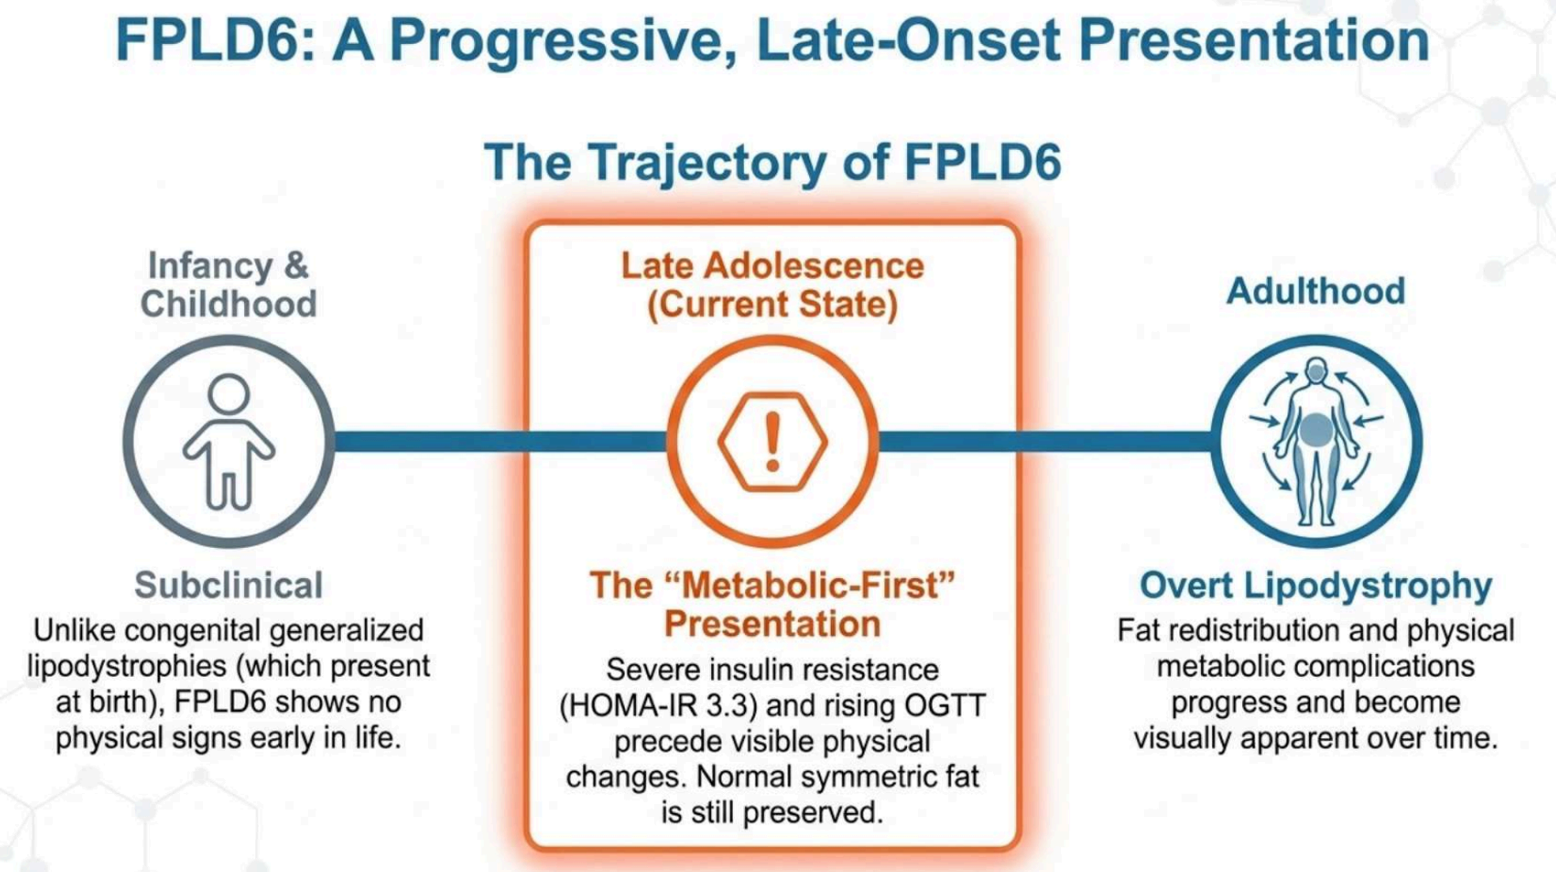 FPLD6: A Progressive, Late-Onset Presentation
The Trajectory of FPLD6
Infancy &
Childhood
Subclinical
Unlike congenital generalized
lipodystrophies (which present
at birth), FPLD6 shows no
physical signs early in life.
Late Adolescence
(Current State)
!
The “Metabolic-First”
Presentation
Severe insulin resistance
(HOMA-IR 3.3) and rising OGTT
precede visible physical
changes. Normal symmetric fat
is still preserved.
Adulthood
Overt Lipodystrophy
Fat redistribution and physical
metabolic complications
progress and become
visually apparent over time.